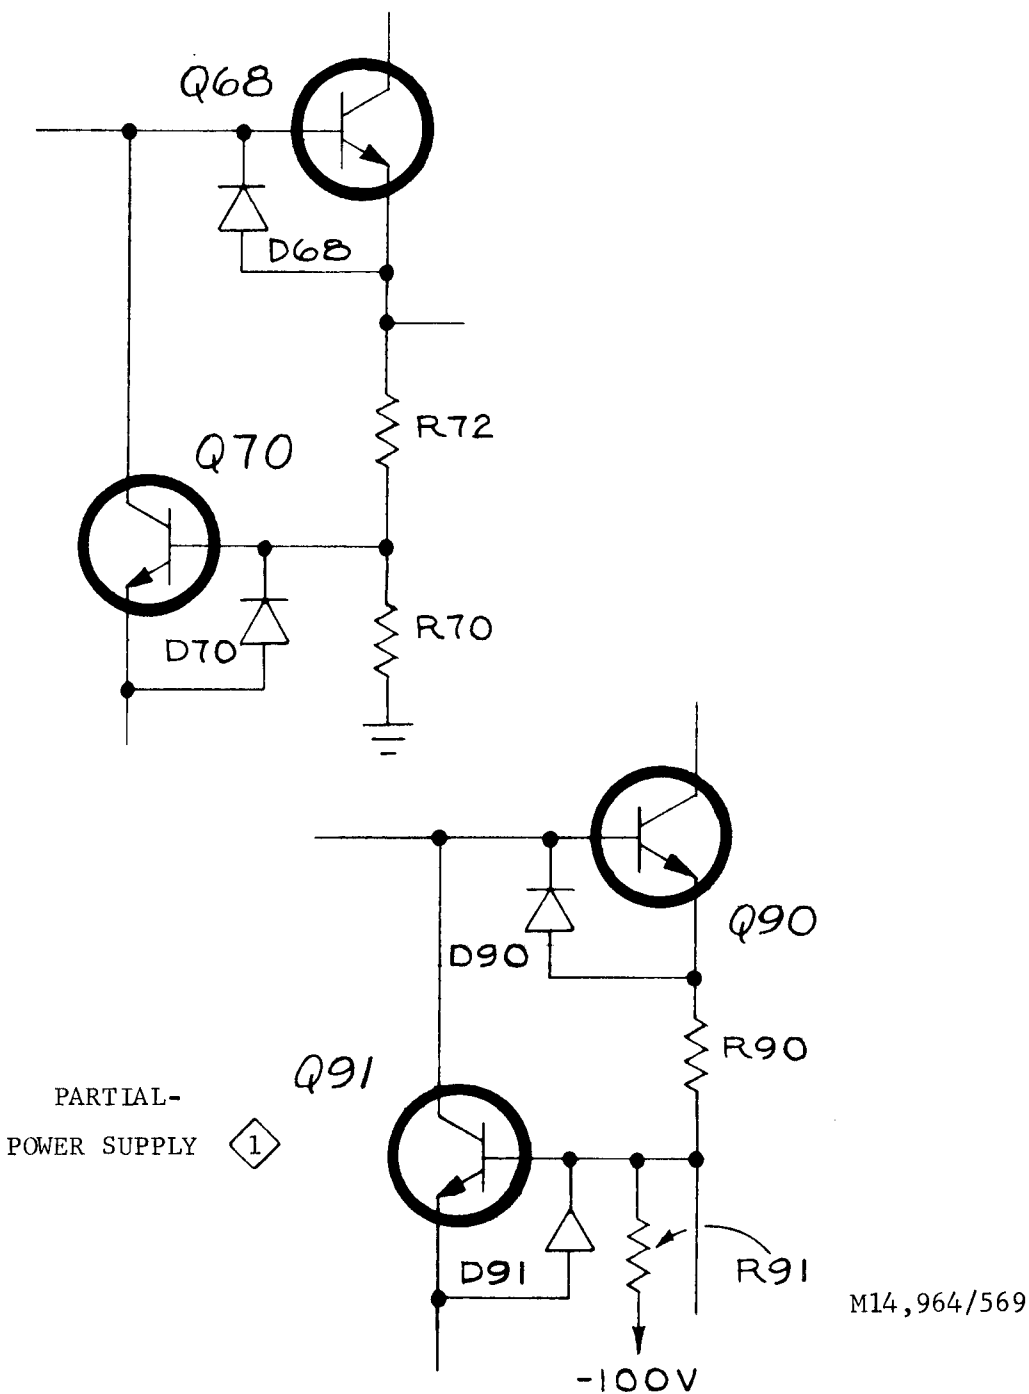 Q68
D68
R72
Q70
D70
R70
D90
Q90
R90
Q91
PARTIAL-
POWER SUPPLY 1
D91
R91
M14,964/569
-100V